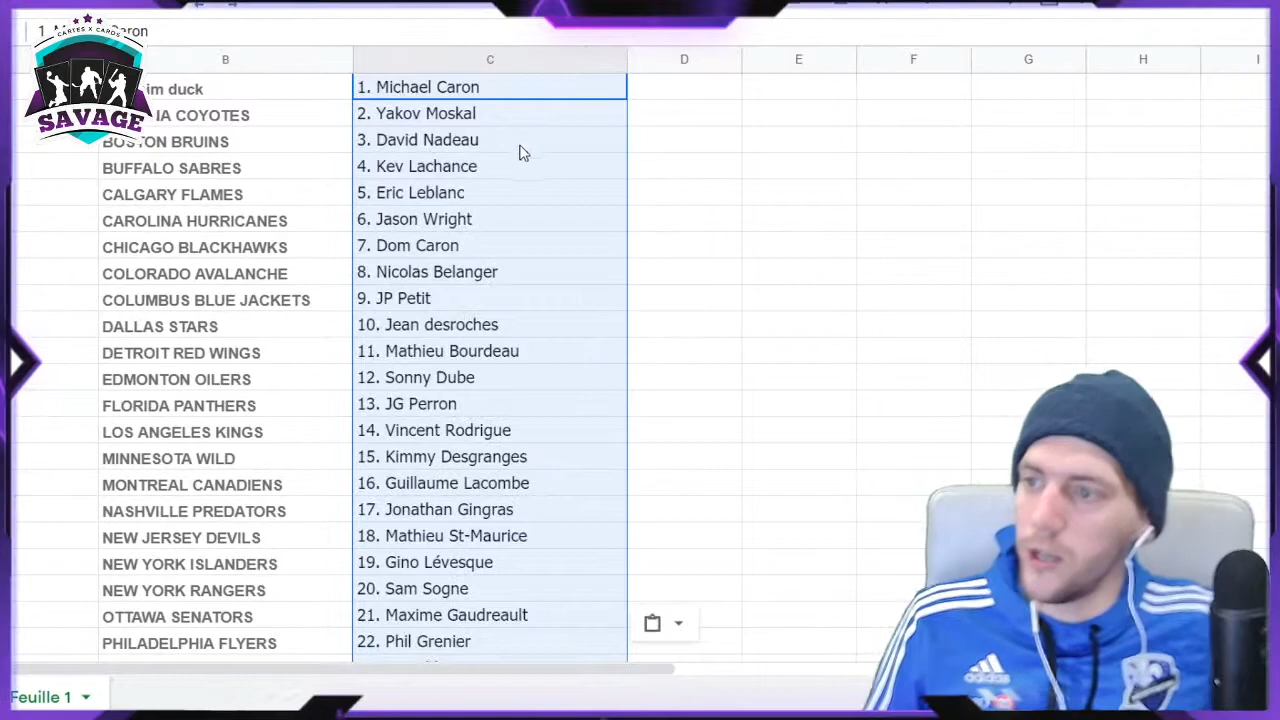 1. Caron
CARTES X CARDS
SAVAGE
B C D E F G H I
im duck 1. Michael Caron
IA COYOTES 2. Yakov Moskal
BOSTON BRUINS 3. David Nadeau
BUFFALO SABRES 4. Kev Lachance
CALGARY FLAMES 5. Eric Leblanc
CAROLINA HURRICANES 6. Jason Wright
CHICAGO BLACKHAWKS 7. Dom Caron
COLORADO AVALANCHE 8. Nicolas Belanger
COLUMBUS BLUE JACKETS 9. JP Petit
DALLAS STARS 10. Jean desroches
DETROIT RED WINGS 11. Mathieu Bourdeau
EDMONTON OILERS 12. Sonny Dube
FLORIDA PANTHERS 13. JG Perron
LOS ANGELES KINGS 14. Vincent Rodrigue
MINNESOTA WILD 15. Kimmy Desgranges
MONTREAL CANADIENS 16. Guillaume Lacombe
NASHVILLE PREDATORS 17. Jonathan Gingras
NEW JERSEY DEVILS 18. Mathieu St-Maurice
NEW YORK ISLANDERS 19. Gino Lévesque
NEW YORK RANGERS 20. Sam Sogne
OTTAWA SENATORS 21. Maxime Gaudreault
PHILADELPHIA FLYERS 22. Phil Grenier
Feuille 1
adidas